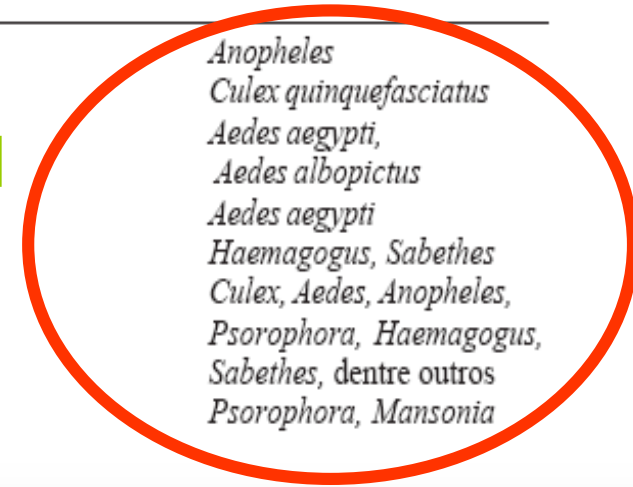 Anopheles
Culex quinquefasciatus
Aedes aegypti,
Aedes albopictus
Aedes aegypti
Haemagogus, Sabethes
Culex, Aedes, Anopheles,
Psorophora, Haemagogus,
Sabethes, dentre outros
Psorophora, Mansonia